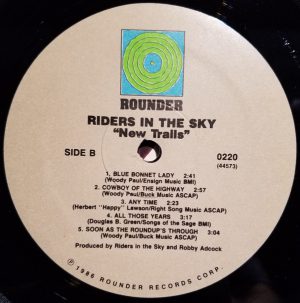 ROUNDER
RIDERS IN THE SKY
"New Trails"
SIDE B
0220
(44573)
1. BLUE BONNET LADY 2:41
(Woody Paul/Ensign Music BMI)
2. COWBOY OF THE HIGHWAY 2:57
(Woody Paul/Buck Music ASCAP)
3. ANY TIME 2:23
(Herbert "Happy" Lawson/Right Song Music ASCAP)
4. ALL THOSE YEARS 3:17
(Douglas B. Green/Songs of the Sage BMI)
5. SOON AS THE ROUNDUP'S THROUGH 3:04
(Woody Paul/Buck Music ASCAP)
Produced by Riders in the Sky and Robby Adcock
℗ 1986 ROUNDER RECORDS CORP.